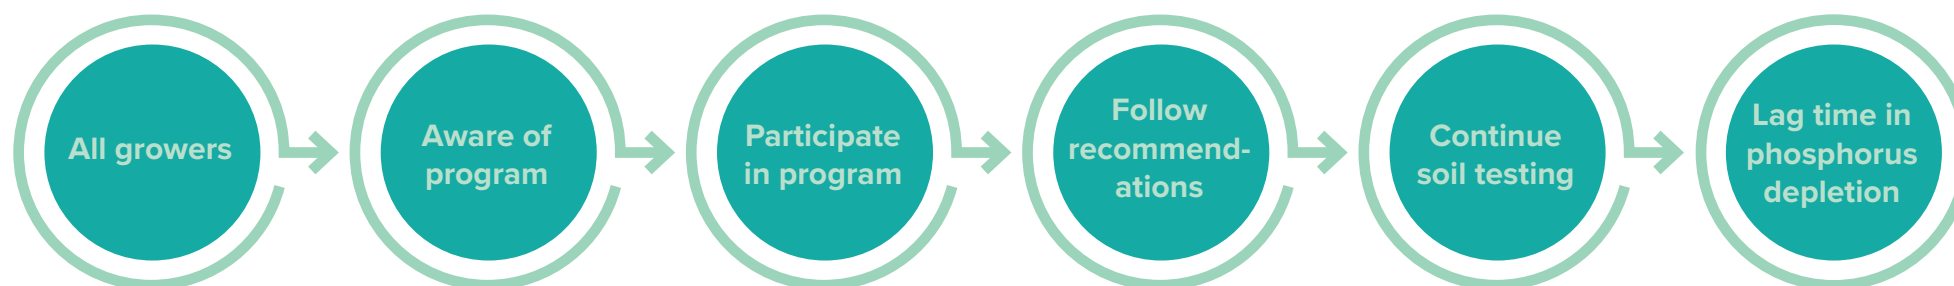 All growers
Aware of
program
Participate
in program
Follow
recommend-
ations
Continue
soil testing
Lag time in
phosphorus
depletion